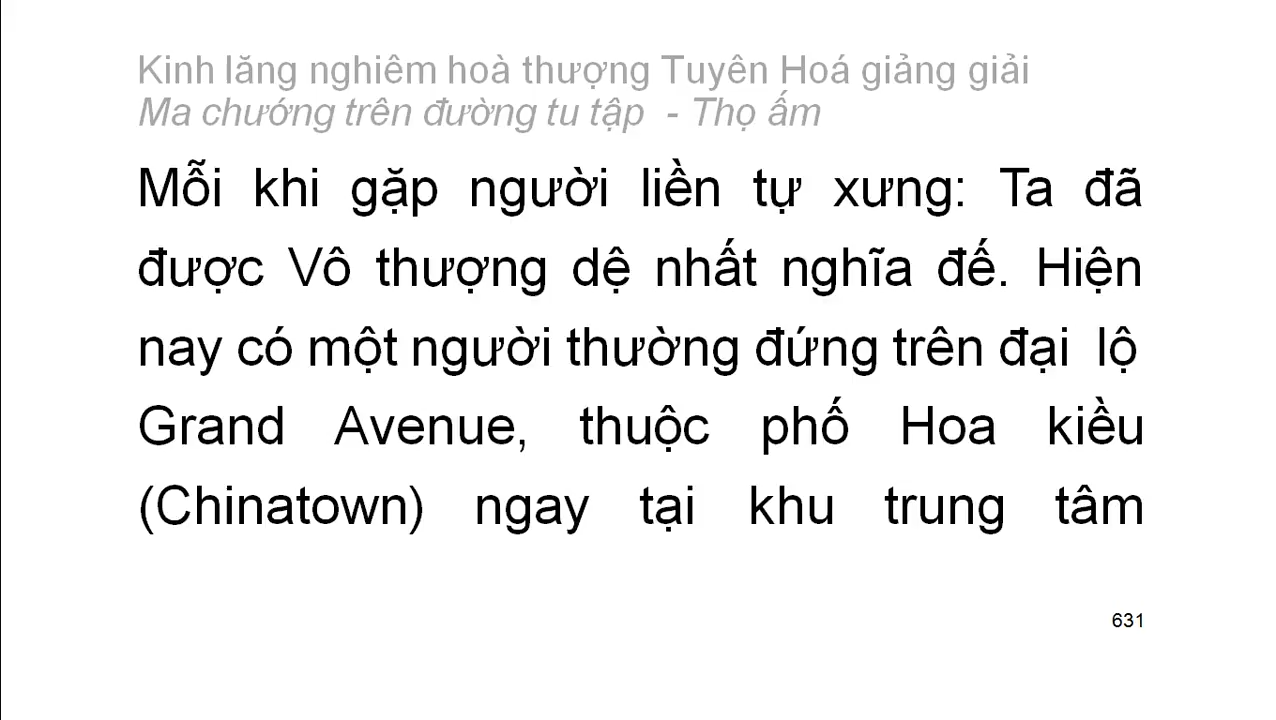 Kinh lăng nghiêm hoà thượng Tuyên Hoá giảng giải
Ma chướng trên đường tu tập - Thọ ấm
Mỗi khi gặp người liền tự xưng: Ta đã
được Vô thượng dệ nhất nghĩa đế. Hiện
nay có một người thường đứng trên đại lộ
Grand Avenue, thuộc phố Hoa kiều
(Chinatown) ngay tại khu trung tâm
631